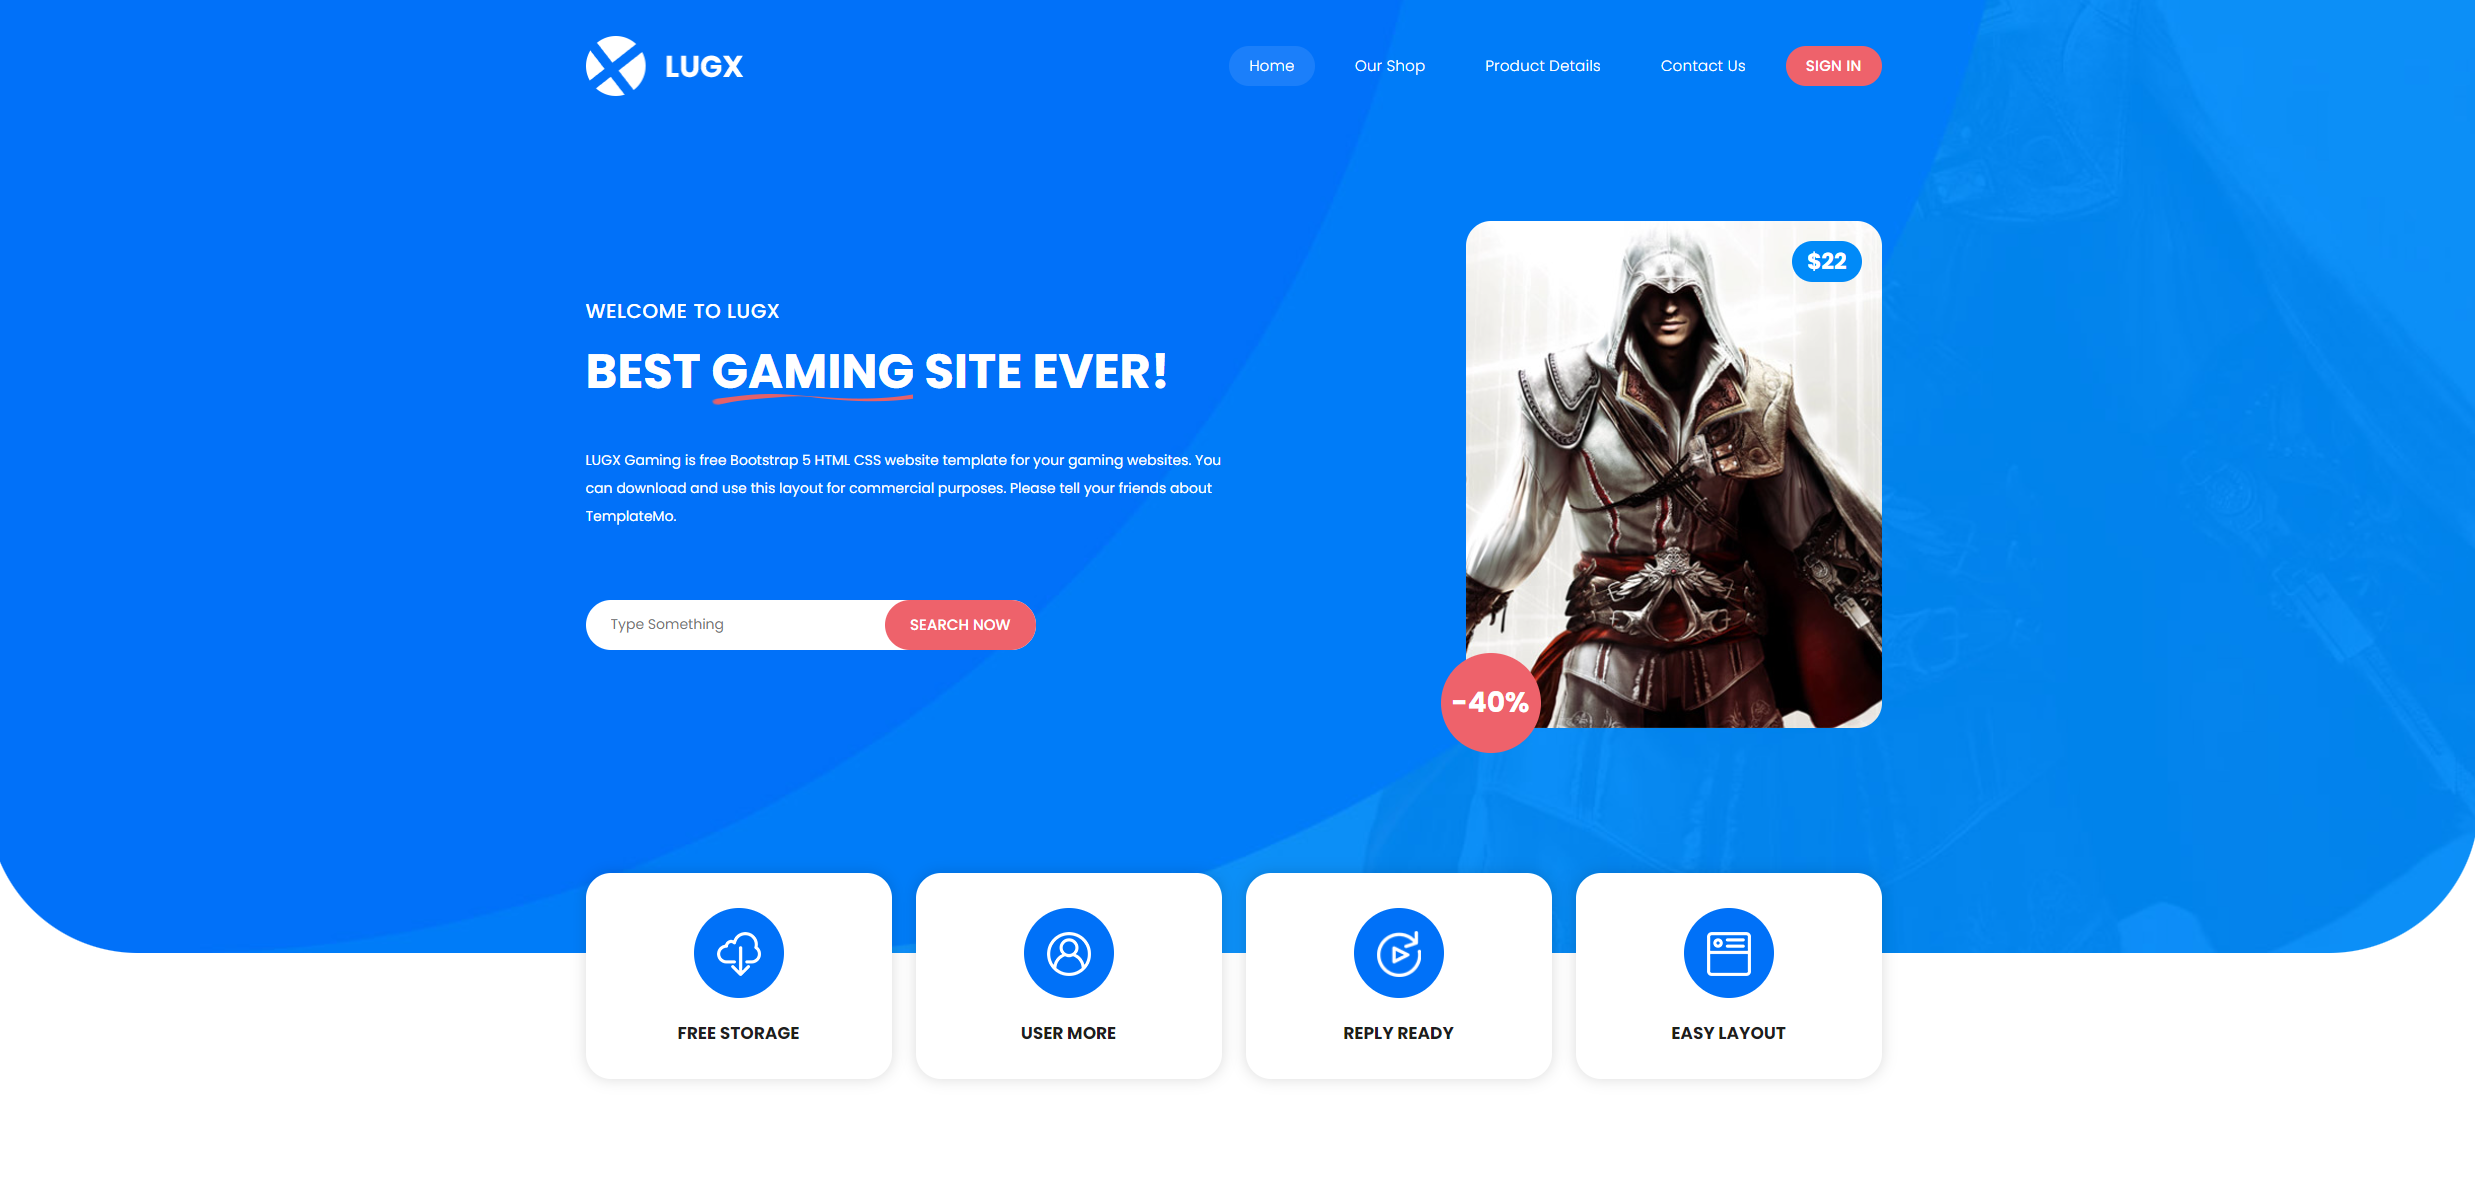 LUGX
Home
Our Shop
Product Details
Contact Us
SIGN IN
$22
WELCOME TO LUGX
BEST GAMING SITE EVER!
LUGX Gaming is free Bootstrap 5 HTML CSS website template for your gaming websites. You
can download and use this layout for commercial purposes. Please tell your friends about
TemplateMo.
Type Something
SEARCH NOW
-40%
FREE STORAGE
USER MORE
REPLY READY
EASY LAYOUT